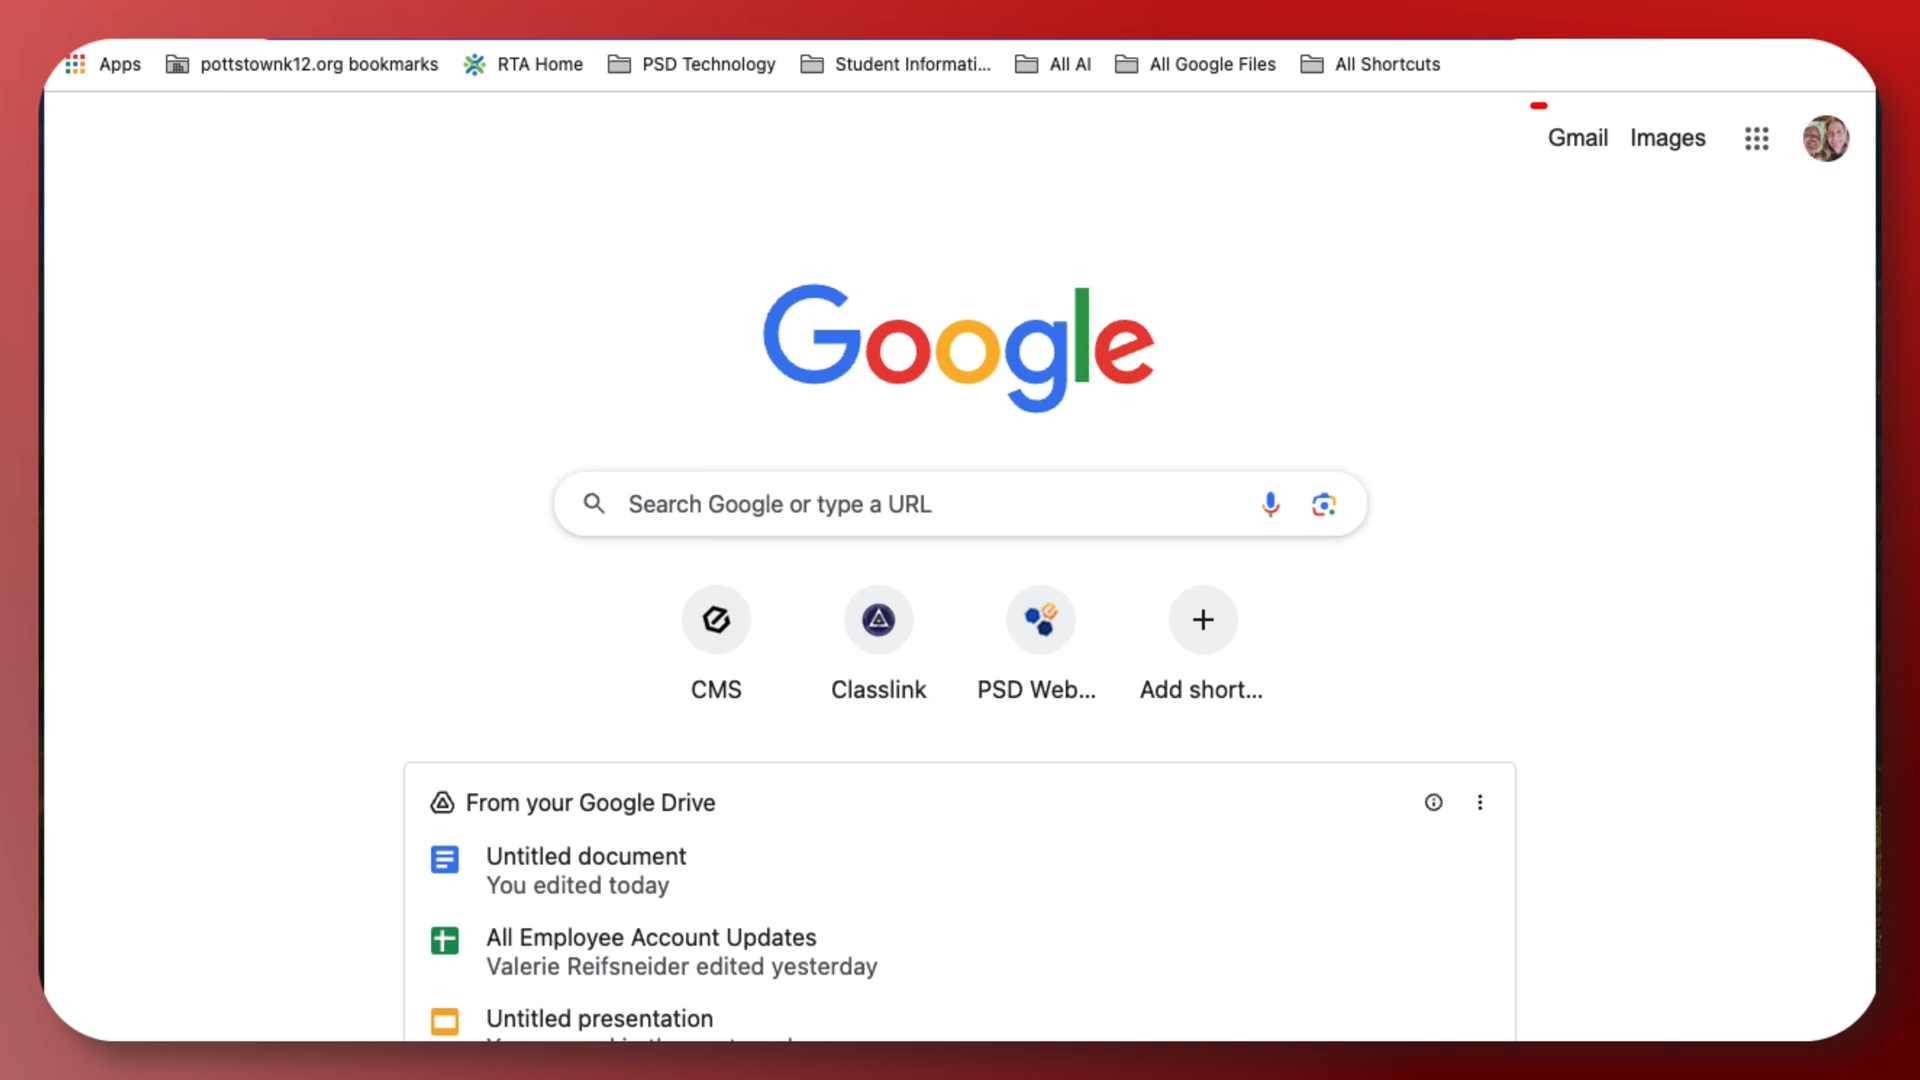 Apps pottstownk12.org bookmarks RTA Home PSD Technology Student Informati... All AI All Google Files All Shortcuts
Gmail Images
Google
Search Google or type a URL
CMS Classlink PSD Web... Add short...
From your Google Drive
Untitled document
You edited today
All Employee Account Updates
Valerie Reifsneider edited yesterday
Untitled presentation